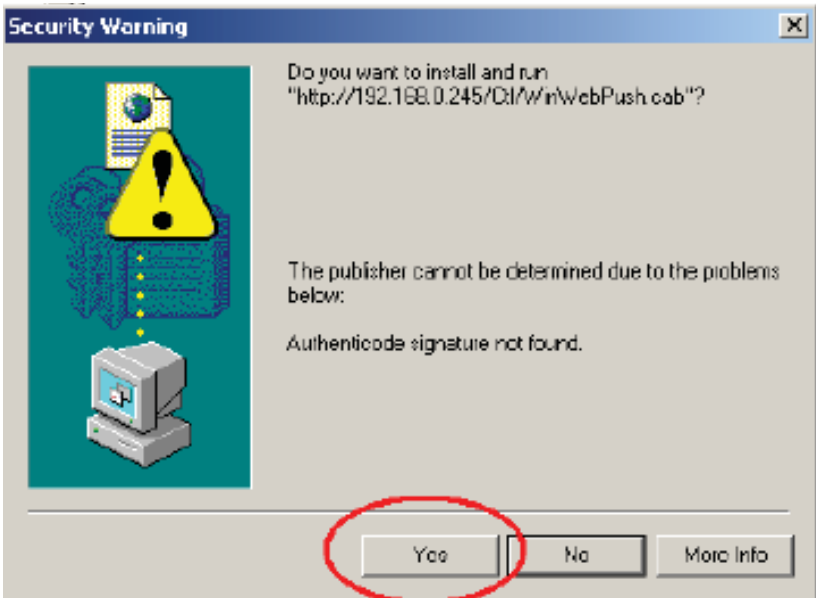 Security Warning
Do you want to install and run
"http://192.168.0.245/Ctl/WinWebPush.cab"?
The publisher cannot be determined due to the problems
below:
Authenticode signature not found.
Yes No More Info